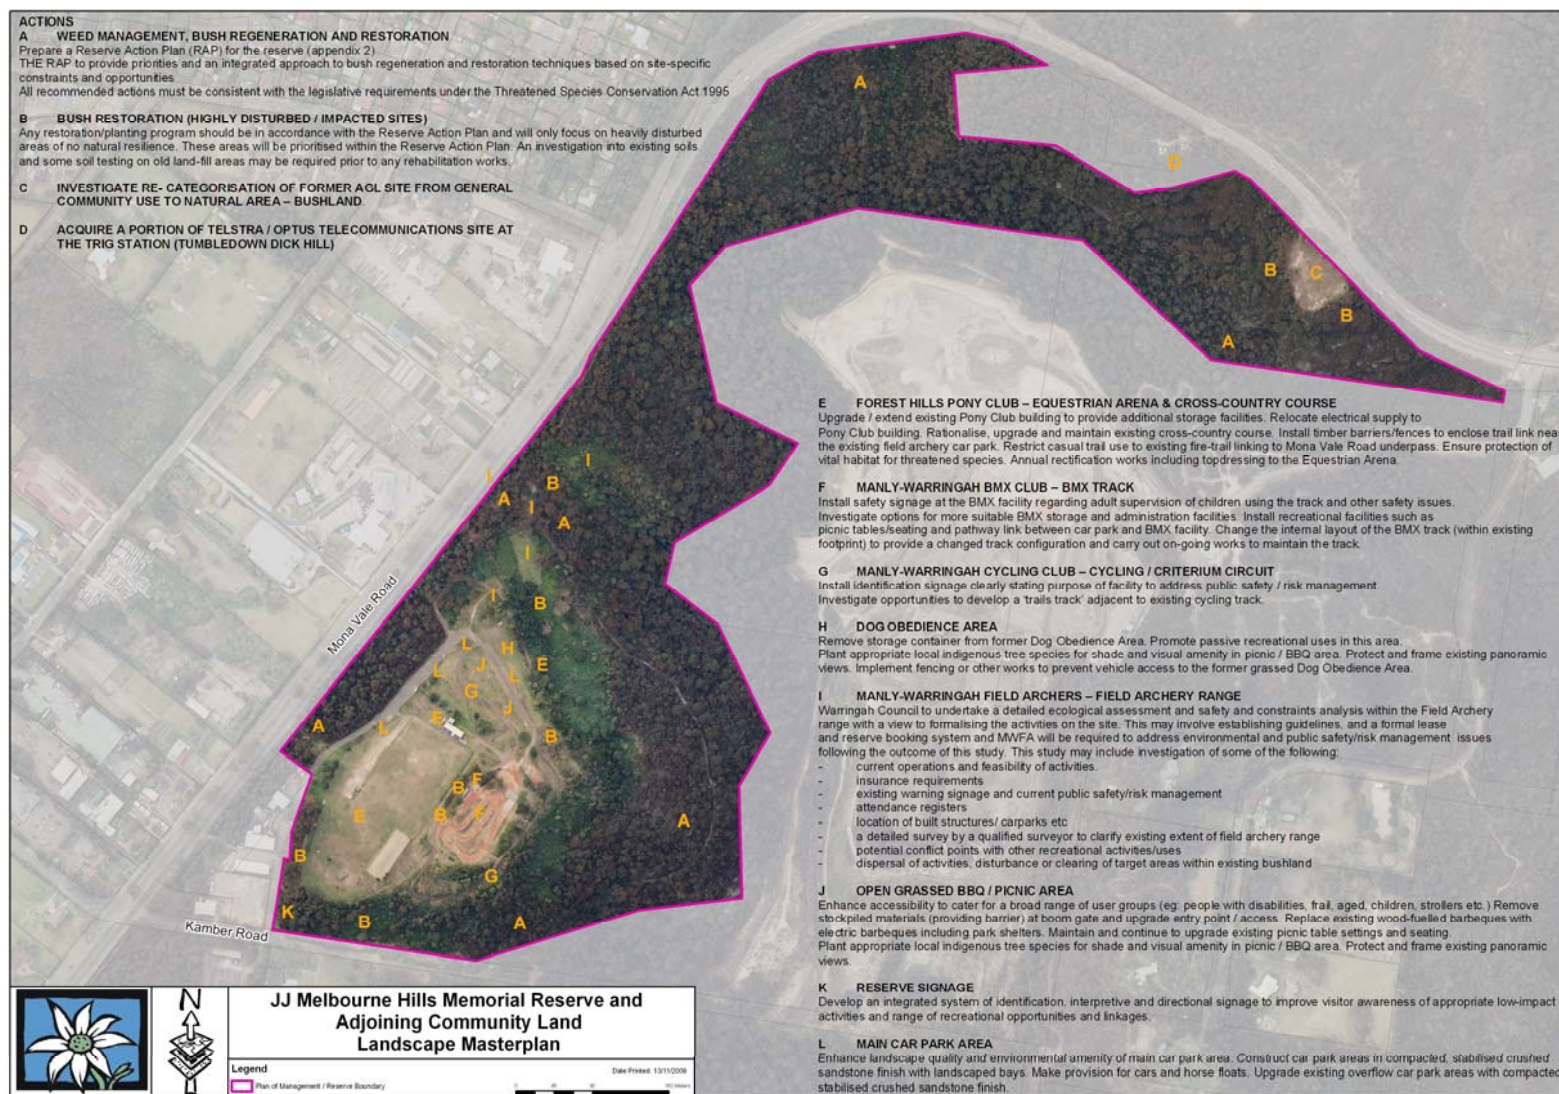 ACTIONS
A WEED MANAGEMENT, BUSH REGENERATION AND RESTORATION
Prepare a Reserve Action Plan (RAP) for the reserve (appendix 2)
THE RAP to provide priorities and an integrated approach to bush regeneration and restoration techniques based on site-specific
constraints and opportunities
All recommended actions must be consistent with the legislative requirements under the Threatened Species Conservation Act 1995
B BUSH RESTORATION (HIGHLY DISTURBED / IMPACTED SITES)
Any restoration/planting program should be in accordance with the Reserve Action Plan and will only focus on heavily disturbed
areas of no natural resilience. These areas will be prioritised within the Reserve Action Plan. An investigation into existing soils
and some soil testing on old land-fill areas may be required prior to any rehabilitation works.
C INVESTIGATE RE- CATEGORISATION OF FORMER AGL SITE FROM GENERAL
COMMUNITY USE TO NATURAL AREA – BUSHLAND
D ACQUIRE A PORTION OF TELSTRA / OPTUS TELECOMMUNICATIONS SITE AT
THE TRIG STATION (TUMBLEDOWN DICK HILL)
A
D
B
C
B
A
E FOREST HILLS PONY CLUB – EQUESTRIAN ARENA & CROSS-COUNTRY COURSE
Upgrade / extend existing Pony Club building to provide additional storage facilities. Relocate electrical supply to
Pony Club building. Rationalise, upgrade and maintain existing cross-country course. Install timber barriers/fences to enclose trail link near
the existing field archery car park. Restrict casual trail use to existing fire-trail linking to Mona Vale Road underpass. Ensure protection of
vital habitat for threatened species. Annual rectification works including topdressing to the Equestrian Arena.
F MANLY-WARRINGAH BMX CLUB – BMX TRACK
Install safety signage at the BMX facility regarding adult supervision of children using the track and other safety issues.
Investigate options for more suitable BMX storage and administration facilities. Install recreational facilities such as
picnic tables/seating and pathway link between car park and BMX facility. Change the internal layout of the BMX track (within existing
footprint) to provide a changed track configuration and carry out on-going works to maintain the track.
G MANLY-WARRINGAH CYCLING CLUB – CYCLING / CRITERIUM CIRCUIT
Install identification signage clearly stating purpose of facility to address public safety / risk management
Investigate opportunities to develop a 'trails track' adjacent to existing cycling track.
H DOG OBEDIENCE AREA
Remove storage container from former Dog Obedience Area. Promote passive recreational uses in this area.
Plant appropriate local indigenous tree species for shade and visual amenity in picnic / BBQ area. Protect and frame existing panoramic
views. Implement fencing or other works to prevent vehicle access to the former grassed Dog Obedience Area.
I MANLY-WARRINGAH FIELD ARCHERS – FIELD ARCHERY RANGE
Warringah Council to undertake a detailed ecological assessment and safety and constraints analysis within the Field Archery
range with a view to formalising the activities on the site. This may involve establishing guidelines, and a formal lease
and reserve booking system and MWFA will be required to address environmental and public safety/risk management issues
following the outcome of this study. This study may include investigation of some of the following:
- current operations and feasibility of activities.
- insurance requirements
- existing warning signage and current public safety/risk management
- attendance registers
- location of built structures/ carparks etc
- a detailed survey by a qualified surveyor to clarify existing extent of field archery range
- potential conflict points with other recreational activities/uses
- dispersal of activities, disturbance or clearing of target areas within existing bushland
J OPEN GRASSED BBQ / PICNIC AREA
Enhance accessibility to cater for a broad range of user groups (eg: people with disabilities, frail, aged, children, strollers etc.) Remove
stockpiled materials (providing barrier) at boom gate and upgrade entry point / access. Replace existing wood-fuelled barbeques with
electric barbeques including park shelters. Maintain and continue to upgrade existing picnic table settings and seating.
Plant appropriate local indigenous tree species for shade and visual amenity in picnic / BBQ area. Protect and frame existing panoramic
views.
K RESERVE SIGNAGE
Develop an integrated system of identification, interpretive and directional signage to improve visitor awareness of appropriate low-impact
activities and range of recreational opportunities and linkages.
L MAIN CAR PARK AREA
Enhance landscape quality and environmental amenity of main car park area. Construct car park areas in compacted, stabilised crushed
sandstone finish with landscaped bays. Make provision for cars and horse floats. Upgrade existing overflow car park areas with compacted
stabilised crushed sandstone finish.
I
I
B
A
I
A
I
I
B
Mona Vale Road
L
H
J
E
L
L
G
J
E
A
L
B
F
B
E
B
F
A
B
G
K
B
A
Kamber Road
N
JJ Melbourne Hills Memorial Reserve and
Adjoining Community Land
Landscape Masterplan
Legend
Date Printed: 13/11/2008
Plan of Management / Reserve Boundary